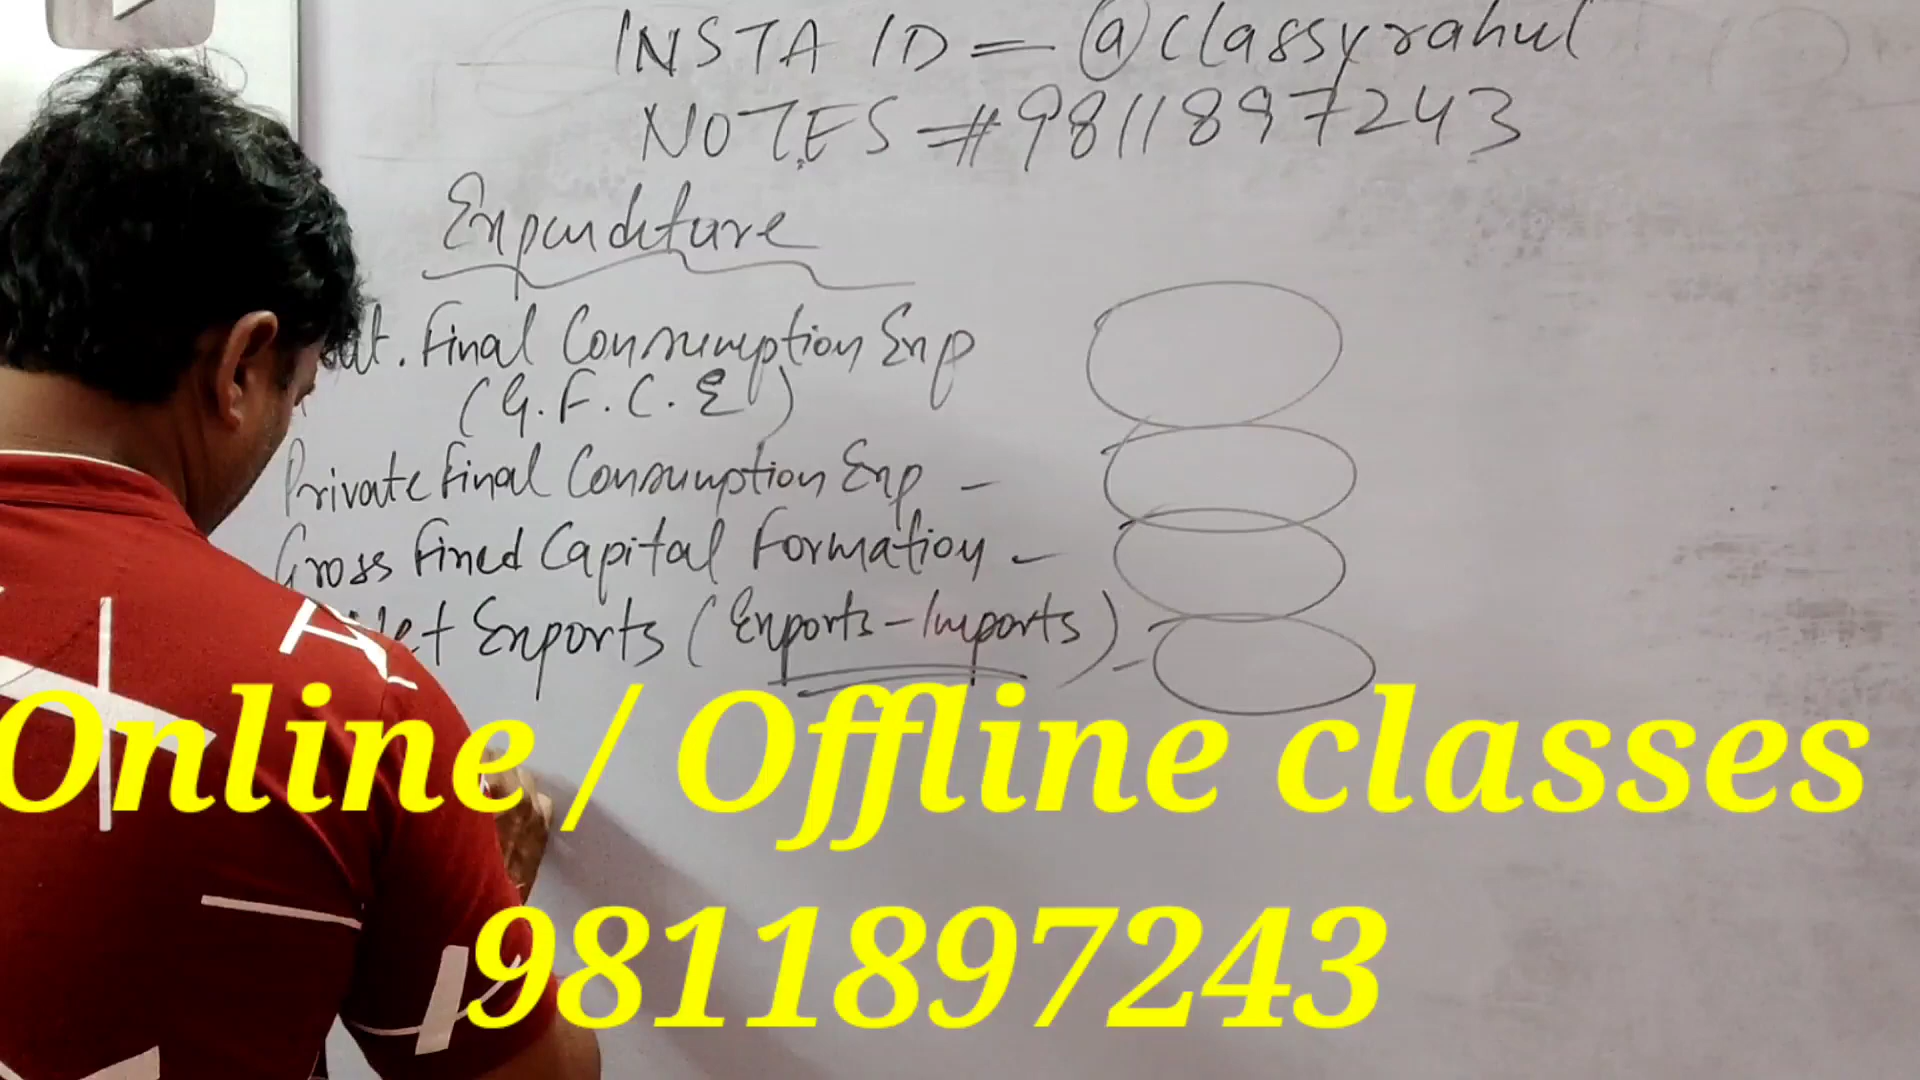 INSTA ID = @classyrahul
NOTES # 9811897243
Expenditure
. Final Consumption Exp
(G.F.C.E)
Private Final Consumption Exp -
Gross Fixed Capital Formation -
Net Exports (Exports-Imports) -
Online / Offline classes
9811897243